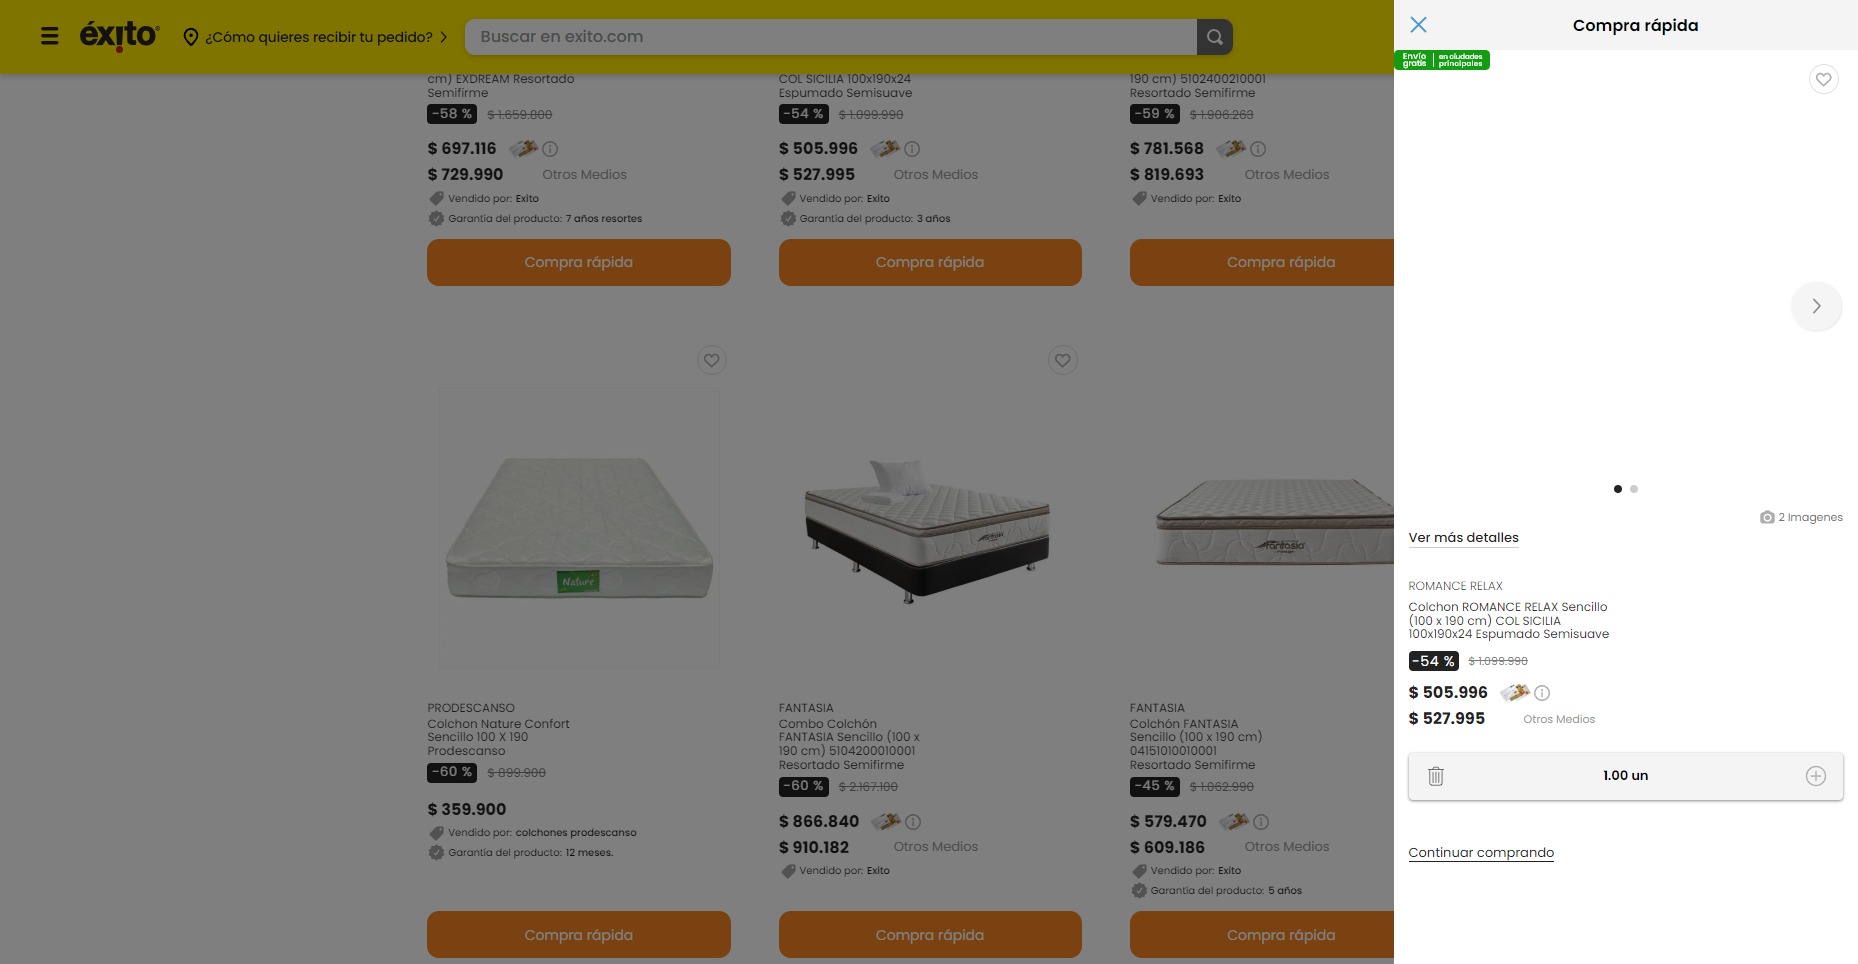 éxito
¿Cómo quieres recibir tu pedido?
Buscar en exito.com
cm) EXDREAM Resortado
Semifirme
-58 % $ 1.659.800
$ 697.116
$ 729.990 Otros Medios
Vendido por: Exito
Garantía del producto: 7 años resortes
Compra rápida
COL SICILIA 100x190x24
Espumado Semisuave
-54 % $ 1.099.990
$ 505.996
$ 527.995 Otros Medios
Vendido por: Exito
Garantía del producto: 3 años
Compra rápida
190 cm) 5102400210001
Resortado Semifirme
-59 % $ 1.906.263
$ 781.568
$ 819.693 Otros Medios
Vendido por: Exito
Compra rápida
Naturé
PRODESCANSO
Colchon Nature Confort
Sencillo 100 X 190
Prodescanso
-60 % $ 899.900
$ 359.900
Vendido por: colchones prodescanso
Garantía del producto: 12 meses.
Compra rápida
fantasia
FANTASIA
Combo Colchón
FANTASIA Sencillo (100 x
190 cm) 5104200010001
Resortado Semifirme
-60 % $ 2.167.100
$ 866.840
$ 910.182 Otros Medios
Vendido por: Exito
Compra rápida
fantasia
FANTASIA
Colchón FANTASIA
Sencillo (100 x 190 cm)
04151010010001
Resortado Semifirme
-45 % $ 1.062.990
$ 579.470
$ 609.186 Otros Medios
Vendido por: Exito
Garantía del producto: 5 años
Compra rápida
Compra rápida
Envío gratis en ciudades principales
2 Imagenes
Ver más detalles
ROMANCE RELAX
Colchon ROMANCE RELAX Sencillo
(100 x 190 cm) COL SICILIA
100x190x24 Espumado Semisuave
-54 % $ 1.099.990
$ 505.996
$ 527.995 Otros Medios
1.00 un
Continuar comprando